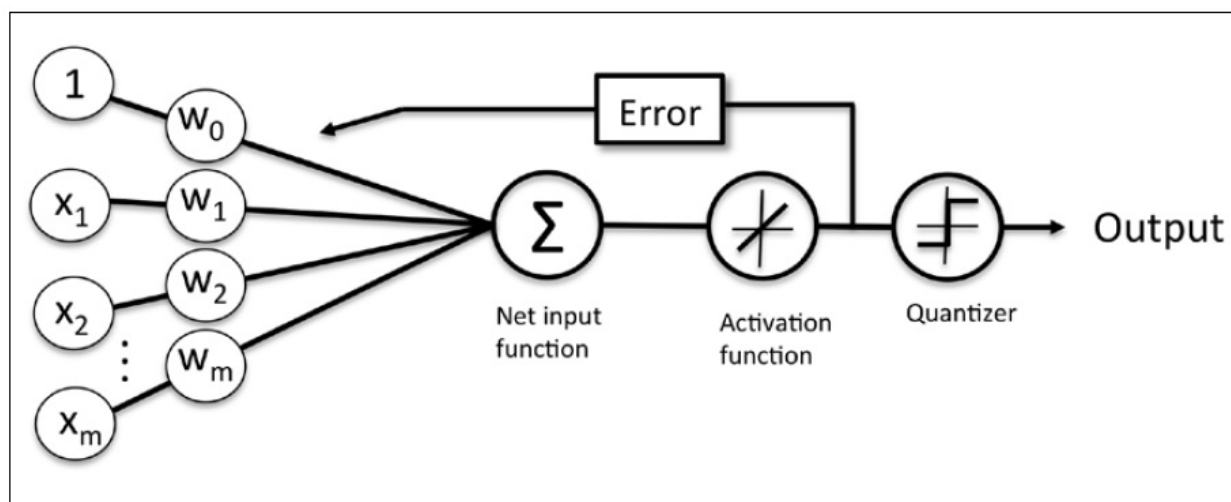 1
w₀
Error
x₁
w₁
Σ
Output
x₂
w₂
Net input
function
Activation
function
Quantizer
⋮
xₘ
wₘ